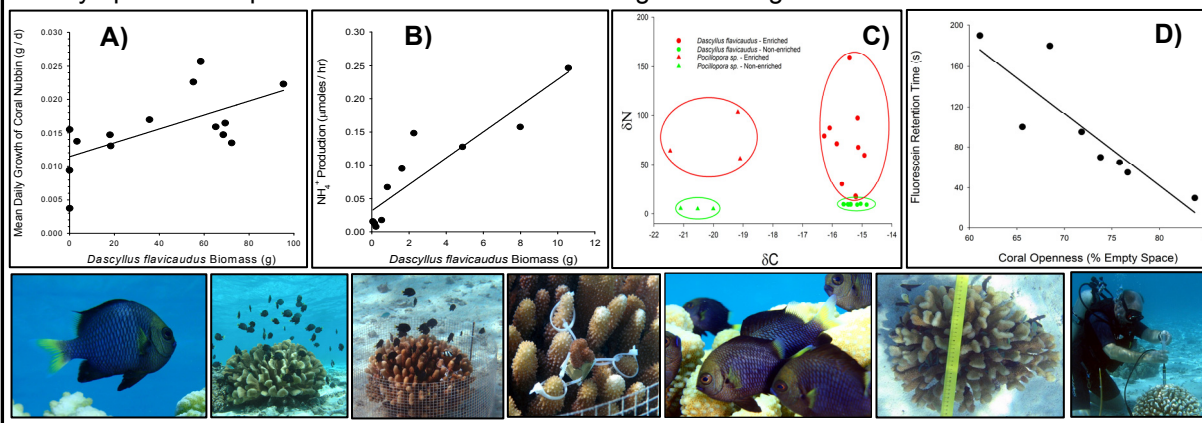 A)
Mean Daily Growth of Coral Nubbin (g / d)
0.030
0.025
0.020
0.015
0.010
0.005
0.000
0 20 40 60 80 100
Dascyllus flavicaudus Biomass (g)
B)
NH4+ Production (μmoles / hr)
0.30
0.25
0.20
0.15
0.10
0.05
0.00
0 2 4 6 8 10 12
Dascyllus flavicaudus Biomass (g)
C)
Dascyllus flavicaudus - Enriched
Dascyllus flavicaudus - Non-enriched
Pocillopora sp. - Enriched
Pocillopora sp. - Non-enriched
δN
200
150
100
50
0
-22 -21 -20 -19 -18 -17 -16 -15 -14
δC
D)
Fluorescein Retention Time (s)
200
160
120
80
40
0
60 65 70 75 80
Coral Openness (% Empty Space)